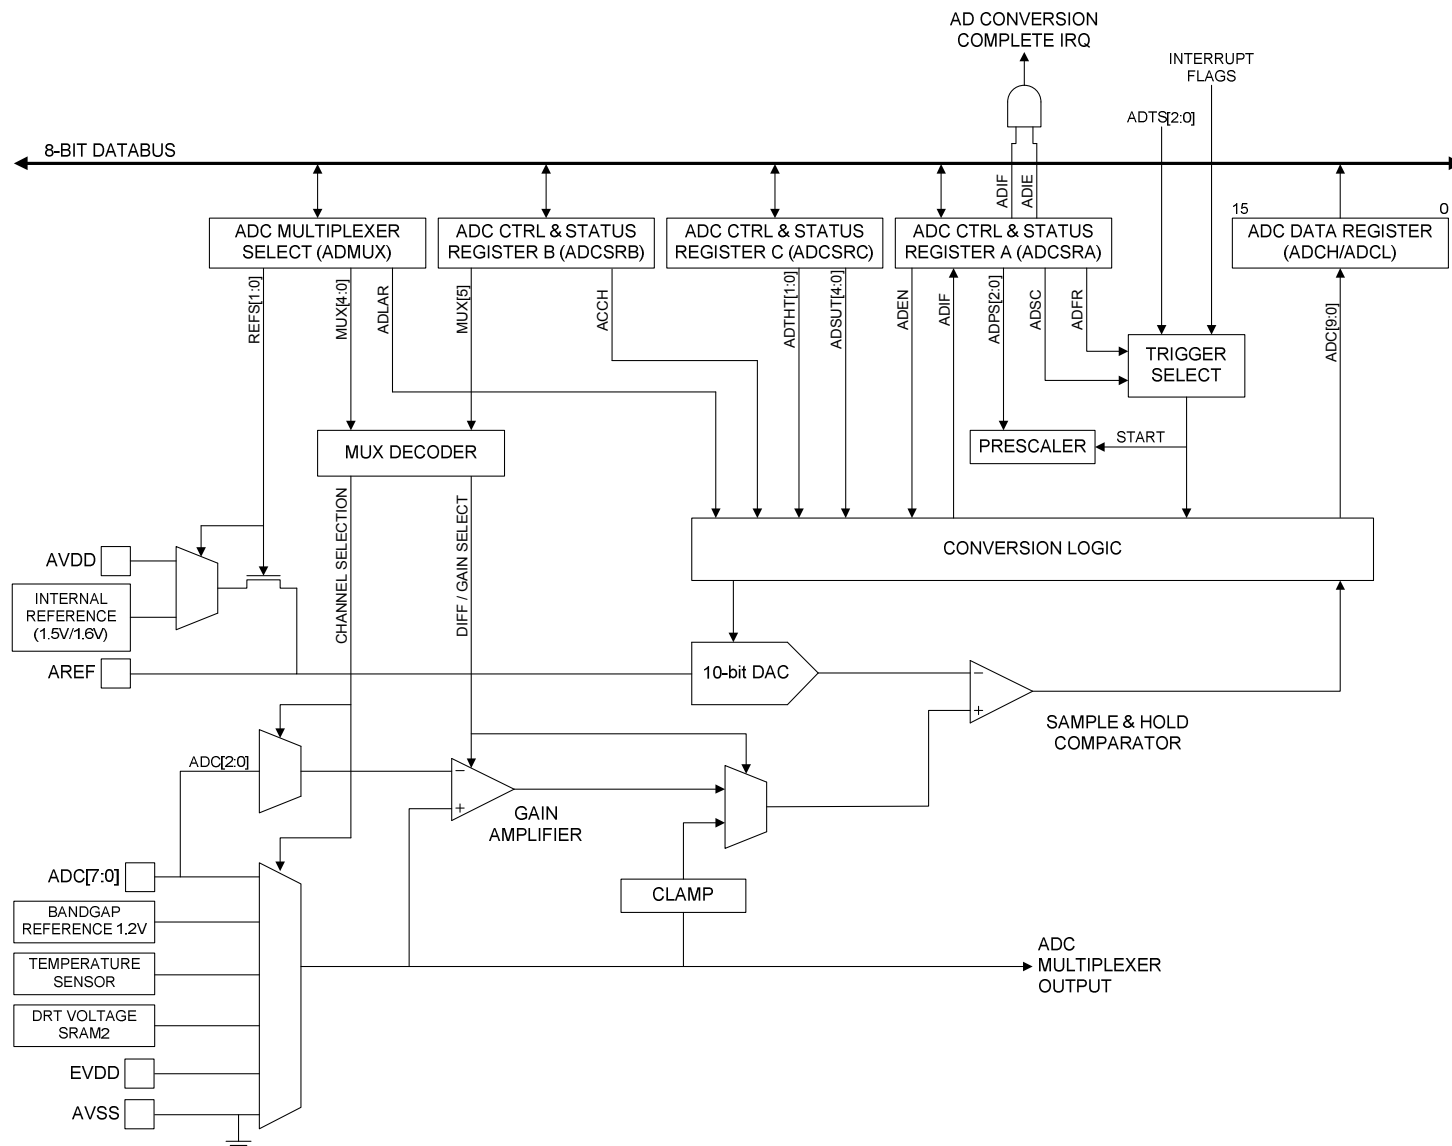 AD CONVERSION
COMPLETE IRQ
INTERRUPT
FLAGS
ADTS[2:0]
8-BIT DATABUS
ADIF
ADIE
15
0
ADC MULTIPLEXER
SELECT (ADMUX)
ADC CTRL & STATUS
REGISTER B (ADCSRB)
ADC CTRL & STATUS
REGISTER C (ADCSRC)
ADC CTRL & STATUS
REGISTER A (ADCSRA)
ADC DATA REGISTER
(ADCH/ADCL)
REFS[1:0]
MUX[4:0]
ADLAR
MUX[5]
ACCH
ADTHT[1:0]
ADSUT[4:0]
ADEN
ADIF
ADPS[2:0]
ADSC
ADFR
ADC[9:0]
TRIGGER
SELECT
MUX DECODER
PRESCALER
START
CHANNEL SELECTION
DIFF / GAIN SELECT
CONVERSION LOGIC
AVDD
INTERNAL
REFERENCE
(1.5V/1.6V)
AREF
10-bit DAC
−
+
SAMPLE & HOLD
COMPARATOR
ADC[2:0]
−
+
GAIN
AMPLIFIER
ADC[7:0]
CLAMP
BANDGAP
REFERENCE 1.2V
TEMPERATURE
SENSOR
ADC
MULTIPLEXER
OUTPUT
DRT VOLTAGE
SRAM2
EVDD
AVSS